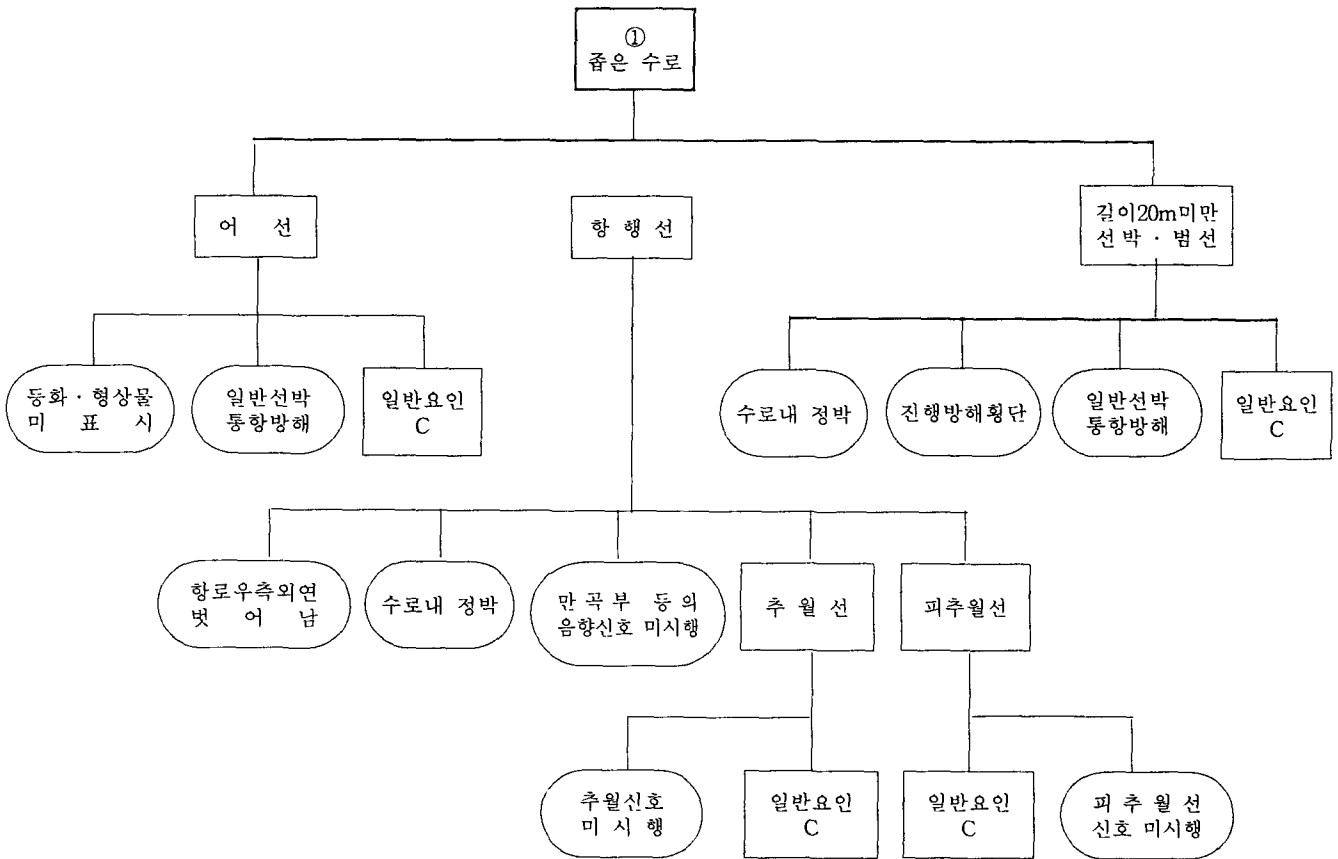 ①
좁은 수로
어 선
항 행 선
길이20m미만
선박 · 범선
등화 · 형상물
미 표 시
일반선박
통항방해
일반요인
C
수로내 정박
진행방해횡단
일반선박
통항방해
일반요인
C
항로우측외연
벗 어 남
수로내 정박
만 곡 부 등 의
음향신호 미시행
추 월 선
피추월선
추월신호
미 시 행
일반요인
C
일반요인
C
피 추 월 선
신호 미시행